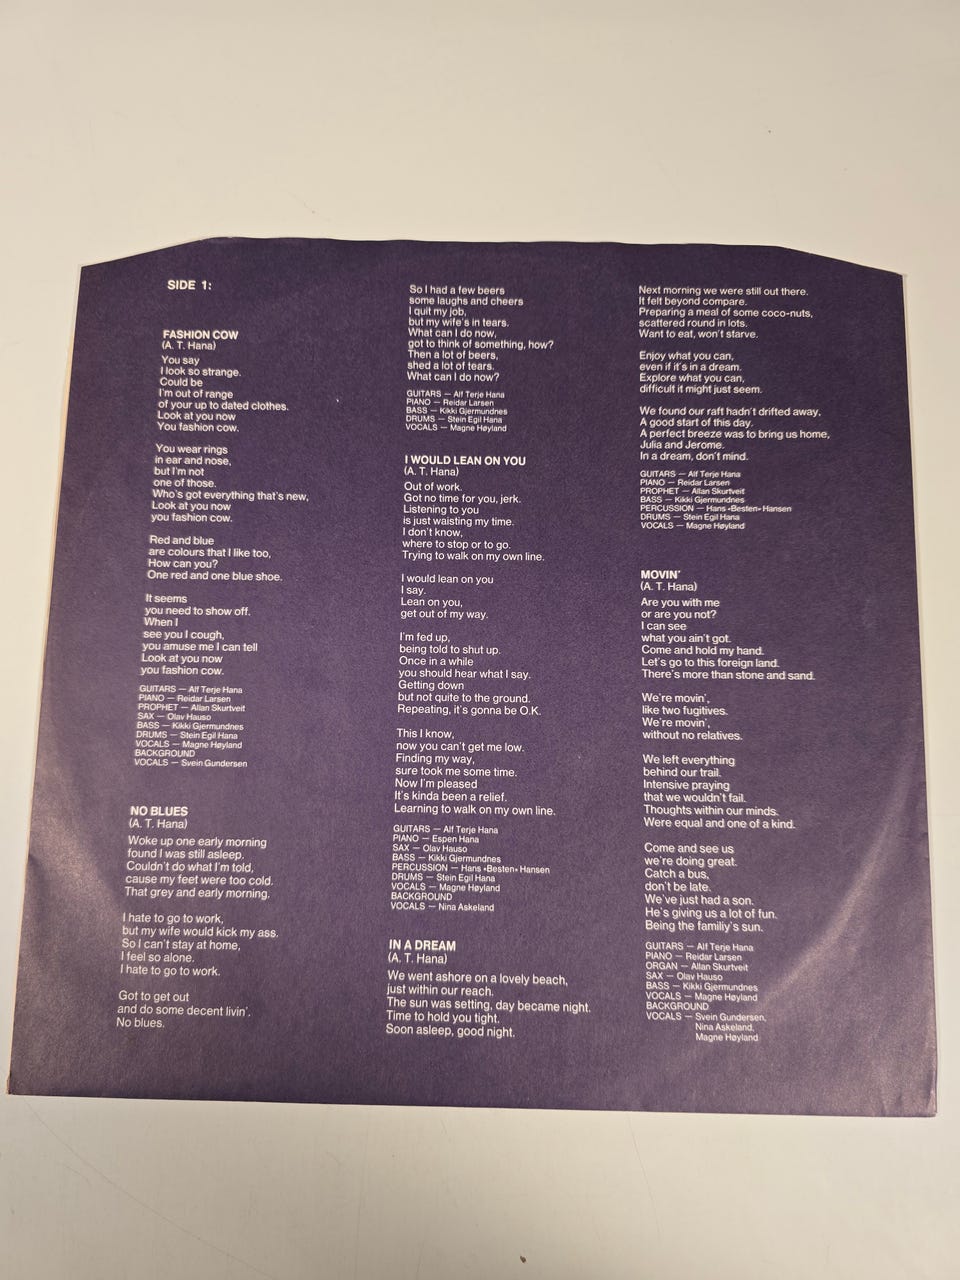 SIDE 1:
FASHION COW
(A. T. Hana)
You say
I look so strange.
Could be
I'm out of range
of your up to dated clothes.
Look at you now
You fashion cow.
You wear rings
in ear and nose,
but I'm not
one of those.
Who's got everything that's new,
Look at you now
you fashion cow.
Red and blue
are colours that I like too,
How can you?
One red and one blue shoe.
It seems
you need to show off.
When I
see you I cough,
you amuse me I can tell
Look at you now
you fashion cow.
GUITARS — Alf Terje Hana
PIANO — Reidar Larsen
PROPHET — Allan Skurtveit
SAX — Olav Hauso
BASS — Kikki Gjermundnes
DRUMS — Stein Egil Hana
VOCALS — Magne Høyland
BACKGROUND
VOCALS — Svein Gundersen
NO BLUES
(A. T. Hana)
Woke up one early morning
found I was still asleep.
Couldn't do what I'm told,
cause my feet were too cold.
That grey and early morning.
I hate to go to work,
but my wife would kick my ass.
So I can't stay at home,
I feel so alone.
I hate to go to work.
Got to get out
and do some decent livin'.
No blues.
So I had a few beers
some laughs and cheers
I quit my job,
but my wife's in tears.
What can I do now,
got to think of something, how?
Then a lot of beers,
shed a lot of tears.
What can I do now?
GUITARS — Alf Terje Hana
PIANO — Reidar Larsen
BASS — Kikki Gjermundnes
DRUMS — Stein Egil Hana
VOCALS — Magne Høyland
I WOULD LEAN ON YOU
(A. T. Hana)
Out of work.
Got no time for you, jerk.
Listening to you
is just waisting my time.
I don't know,
where to stop or to go.
Trying to walk on my own line.
I would lean on you
I say.
Lean on you,
get out of my way.
I'm fed up,
being told to shut up.
Once in a while
you should hear what I say.
Getting down
but not quite to the ground.
Repeating, it's gonna be O.K.
This I know,
now you can't get me low.
Finding my way,
sure took me some time.
Now I'm pleased
It's kinda been a relief.
Learning to walk on my own line.
GUITARS — Alf Terje Hana
PIANO — Espen Hana
SAX — Olav Hauso
BASS — Kikki Gjermundnes
PERCUSSION — Hans «Besten» Hansen
DRUMS — Stein Egil Hana
VOCALS — Magne Høyland
BACKGROUND
VOCALS — Nina Askeland
IN A DREAM
(A. T. Hana)
We went ashore on a lovely beach,
just within our reach.
The sun was setting, day became night.
Time to hold you tight.
Soon asleep, good night.
Next morning we were still out there.
It felt beyond compare.
Preparing a meal of some coco-nuts,
scattered round in lots.
Want to eat, won't starve.
Enjoy what you can,
even if it's in a dream.
Explore what you can,
difficult it might just seem.
We found our raft hadn't drifted away,
A good start of this day.
A perfect breeze was to bring us home,
Julia and Jerome.
In a dream, don't mind.
GUITARS — Alf Terje Hana
PIANO — Reidar Larsen
PROPHET — Allan Skurtveit
BASS — Kikki Gjermundnes
PERCUSSION — Hans «Besten» Hansen
DRUMS — Stein Egil Hana
VOCALS — Magne Høyland
MOVIN'
(A. T. Hana)
Are you with me
or are you not?
I can see
what you ain't got.
Come and hold my hand.
Let's go to this foreign land.
There's more than stone and sand.
We're movin',
like two fugitives.
We're movin',
without no relatives.
We left everything
behind our trail.
Intensive praying
that we wouldn't fail.
Thoughts within our minds.
Were equal and one of a kind.
Come and see us
we're doing great.
Catch a bus,
don't be late.
We've just had a son.
He's giving us a lot of fun.
Being the familiy's sun.
GUITARS — Alf Terje Hana
PIANO — Reidar Larsen
ORGAN — Allan Skurtveit
SAX — Olav Hauso
BASS — Kikki Gjermundnes
VOCALS — Magne Høyland
BACKGROUND
VOCALS — Svein Gundersen,
Nina Askeland,
Magne Høyland